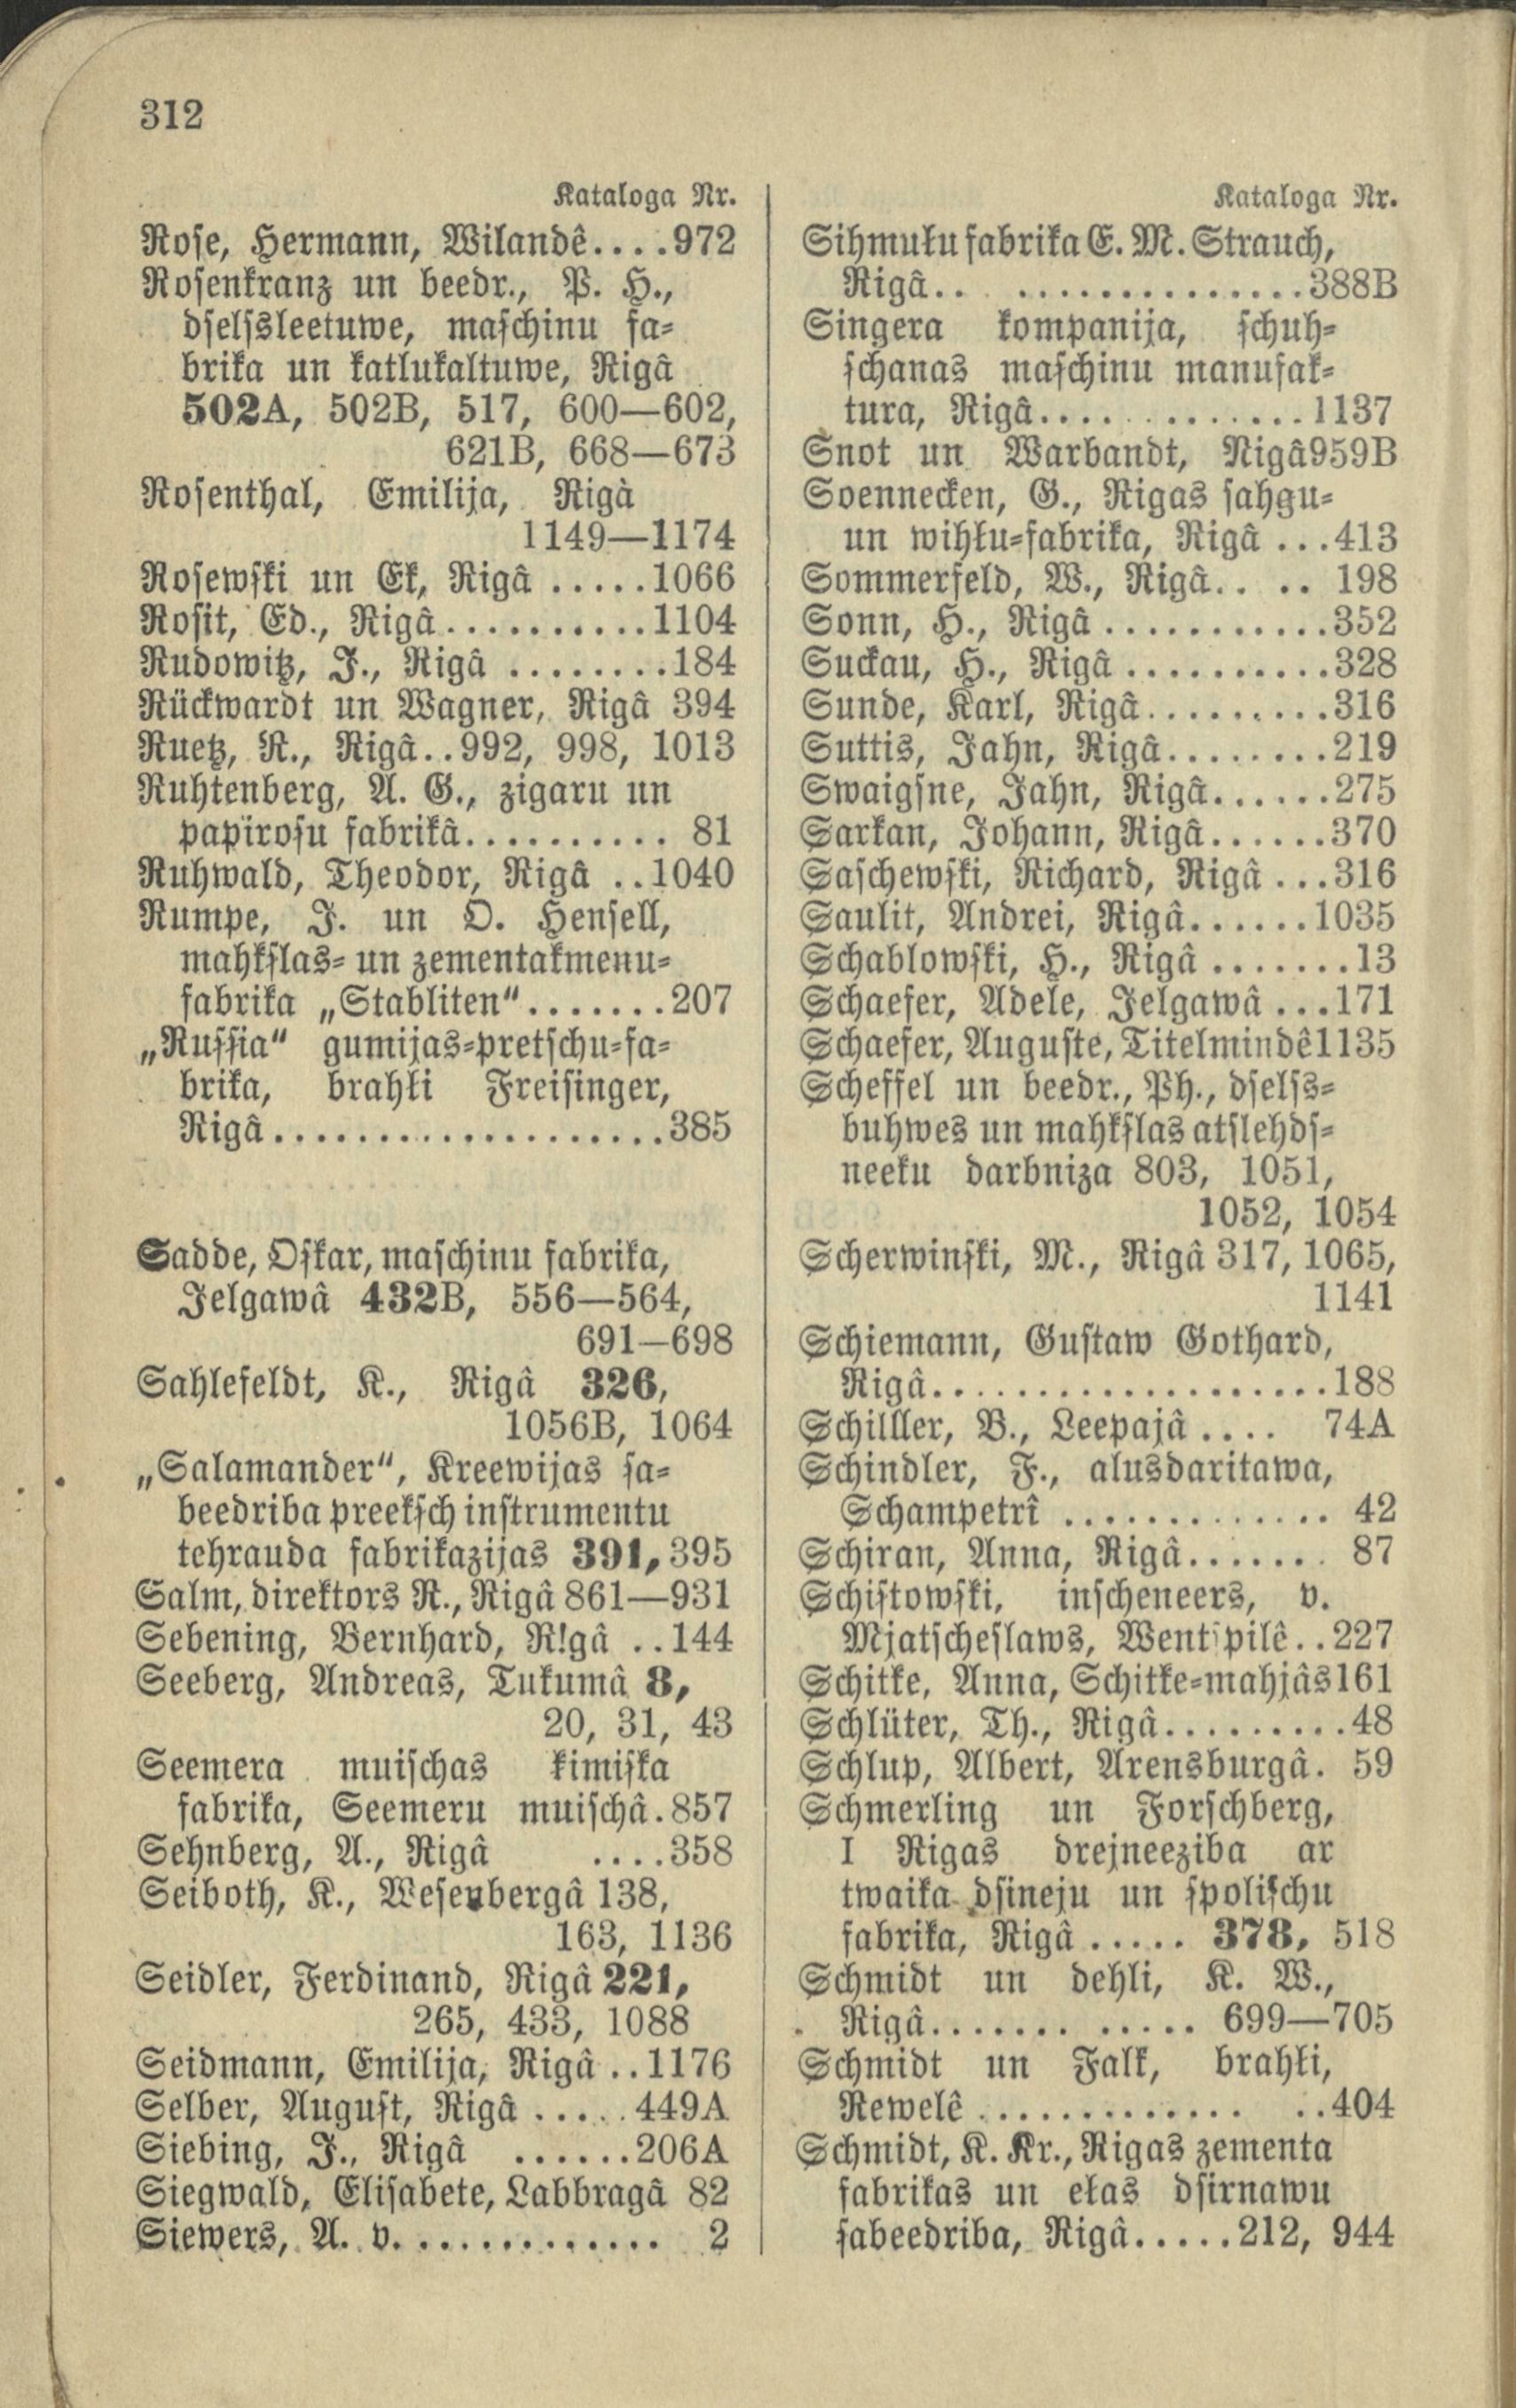 312
Kataloga Nr.
Rose, Hermann, Wilandê....972
Rosenkranz un beedr., P. H.,
dselssleetuwe, maschinu fa-
brika un katlukaltuwe, Rigâ
502A, 502B, 517, 600—602,
621B, 668—673
Rosenthal, Emilija, Rigâ
1149—1174
Rosewski un Ek, Rigâ .....1066
Rosit, Ed., Rigâ..........1104
Rudowitz, J., Rigâ ........184
Rückwardt un Wagner, Rigâ 394
Ruetz, R., Rigâ..992, 998, 1013
Ruhtenberg, A. G., zigaru un
papirosu fabrikâ.......... 81
Ruhwald, Theodor, Rigâ ..1040
Rumpe, J. un O. Hensell,
mahkslas- un zementakmenu-
fabrika „Stabliten“.......207
„Russia“ gumijas-pretschu-fa-
brika, brahłi Freisinger,
Rigâ...................385
Sadde, Oskar, maschinu fabrika,
Jelgawâ 432B, 556—564,
691—698
Sahlefeldt, K., Rigâ 326,
1056B, 1064
„Salamander“, Kreewijas sa-
beedriba preeksch instrumentu
tehrauda fabrikazijas 391, 395
Salm, direktors R., Rigâ 861—931
Sebening, Bernhard, R!gâ ..144
Seeberg, Andreas, Tukumâ 8,
20, 31, 43
Seemera muischas kimiska
fabrika, Seemeru muischâ.857
Sehnberg, A., Rigâ ....358
Seiboth, K., Wesenbergâ 138,
163, 1136
Seidler, Ferdinand, Rigâ 221,
265, 433, 1088
Seidmann, Emilija, Rigâ ..1176
Selber, August, Rigâ .....449A
Siebing, J., Rigâ ......206A
Siegwald, Elisabete, Labbragâ 82
Siewers, A. v. ............ 2
Kataloga Nr.
Sihmułu fabrika E. M. Strauch,
Rigâ.. ..............388B
Singera kompanija, schuh-
schanas maschinu manufak-
tura, Rigâ.............1137
Snot un Warbandt, Rigâ959B
Soennecken, G., Rigas sahgu-
un wihłu-fabrika, Rigâ ...413
Sommerfeld, W., Rigâ.. .. 198
Sonn, H., Rigâ ...........352
Suckau, H., Rigâ ..........328
Sunde, Karl, Rigâ.........316
Suttis, Jahn, Rigâ........219
Swaigsne, Jahn, Rigâ......275
Sarkan, Johann, Rigâ......370
Saschewski, Richard, Rigâ ...316
Saulit, Andrei, Rigâ......1035
Schablowski, H., Rigâ .......13
Schaefer, Adele, Jelgawâ ...171
Schaefer, Auguste, Titelmindê1135
Scheffel un beedr., Ph., dselss-
buhwes un mahkslas atslehds-
neeku darbniza 803, 1051,
1052, 1054
Scherwinski, M., Rigâ 317, 1065,
1141
Schiemann, Gustaw Gothard,
Rigâ...................188
Schilller, B., Leepajâ .... 74A
Schindler, F., alusdaritawa,
Schampetrî ............. 42
Schiran, Anna, Rigâ....... 87
Schistowski, inscheneers, v.
Mjatscheslaws, Wentspilê..227
Schitke, Anna, Schitke-mahjâs161
Schlüter, Th., Rigâ.........48
Schlup, Albert, Arensburgâ. 59
Schmerling un Forschberg,
I Rigas drejneeziba ar
twaika dsineju un spolischu
fabrika, Rigâ ..... 378, 518
Schmidt un dehli, K. W.,
Rigâ....... ..... 699—705
Schmidt un Falk, brahłi,
Rewelê ............. ..404
Schmidt, K. Kr., Rigas zementa
fabrikas un ełas dsirnawu
sabeedriba, Rigâ.....212, 944